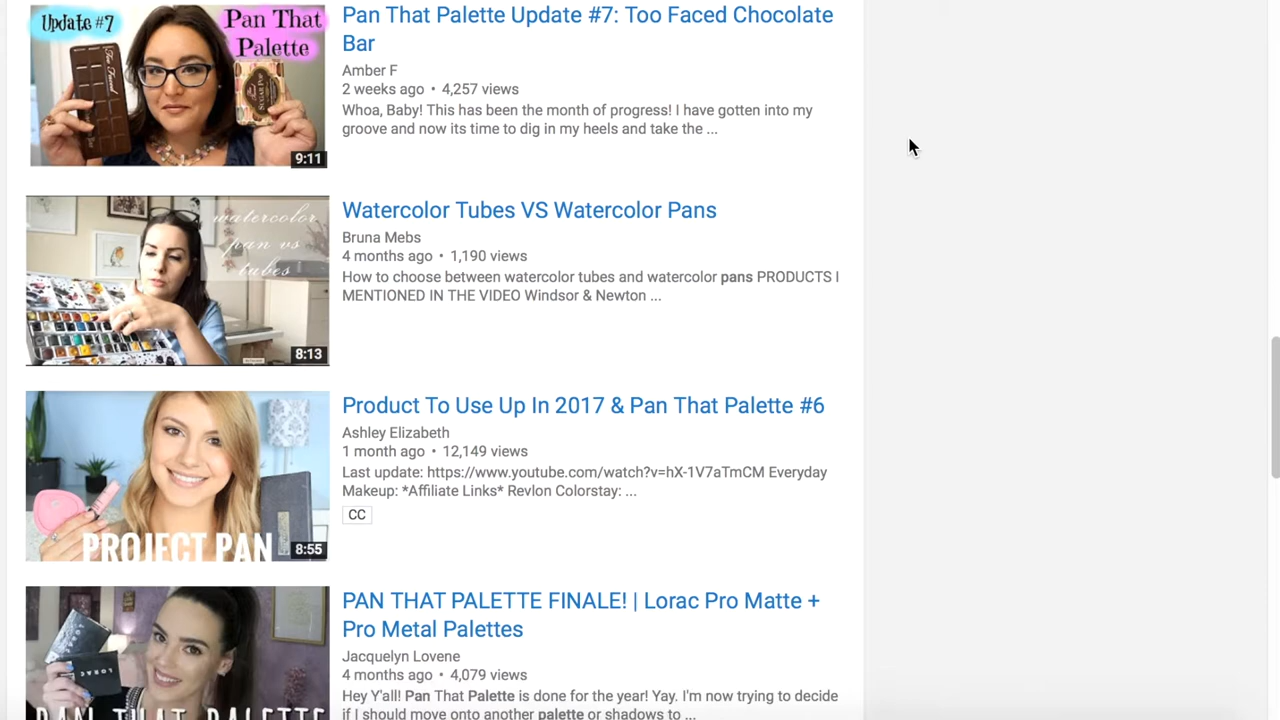 Update #7
Pan That
Palette
9:11
Pan That Palette Update #7: Too Faced Chocolate
Bar
Amber F
2 weeks ago • 4,257 views
Whoa, Baby! This has been the month of progress! I have gotten into my
groove and now its time to dig in my heels and take the ...
watercolor
pan vs
tubes
8:13
Watercolor Tubes VS Watercolor Pans
Bruna Mebs
4 months ago • 1,190 views
How to choose between watercolor tubes and watercolor pans PRODUCTS I
MENTIONED IN THE VIDEO Windsor & Newton ...
PROJECT PAN
8:55
Product To Use Up In 2017 & Pan That Palette #6
Ashley Elizabeth
1 month ago • 12,149 views
Last update: https://www.youtube.com/watch?v=hX-1V7aTmCM Everyday
Makeup: *Affiliate Links* Revlon Colorstay: ...
CC
LORAC
PAN THAT PALETTE
PAN THAT PALETTE FINALE! | Lorac Pro Matte +
Pro Metal Palettes
Jacquelyn Lovene
4 months ago • 4,079 views
Hey Y'all! Pan That Palette is done for the year! Yay. I'm now trying to decide
if I should move onto another palette or shadows to ...